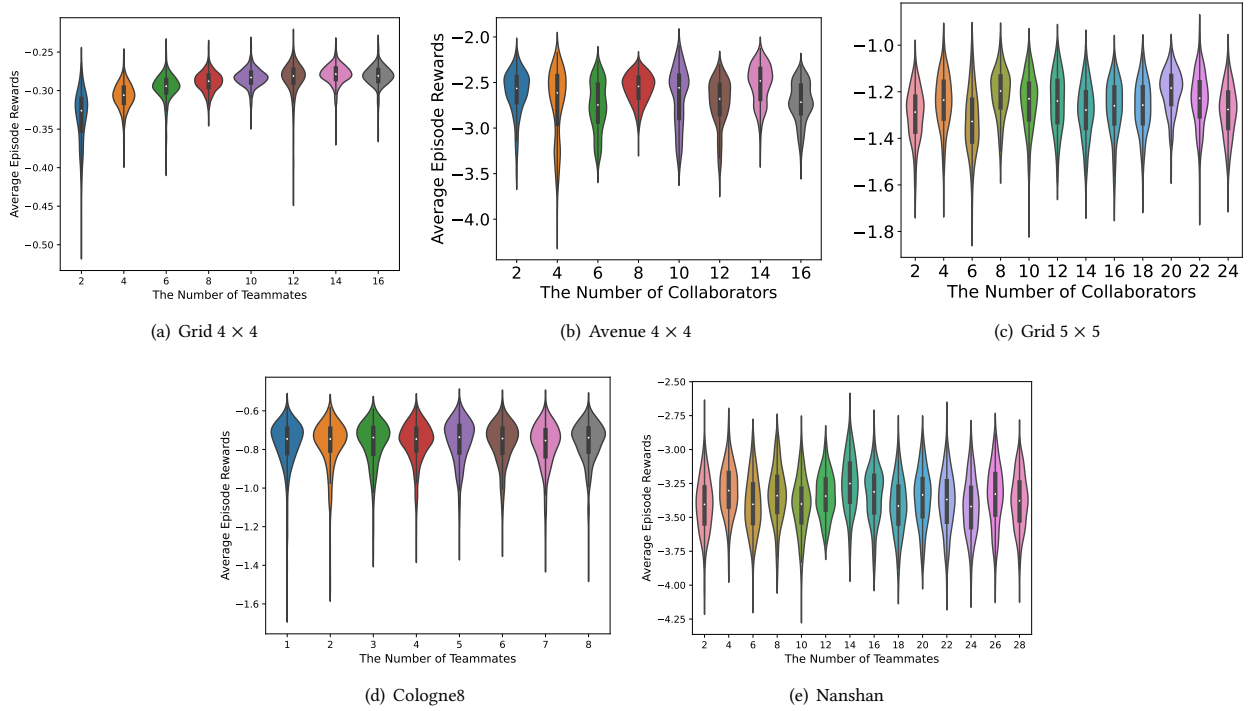 −0.25
−0.30
−0.35
−0.40
−0.45
−0.50
Average Episode Rewards
2 4 6 8 10 12 14 16
The Number of Teammates
(a) Grid 4 × 4
−2.0
−2.5
−3.0
−3.5
−4.0
Average Episode Rewards
2 4 6 8 10 12 14 16
The Number of Collaborators
(b) Avenue 4 × 4
−1.0
−1.2
−1.4
−1.6
−1.8
2 4 6 8 10 12 14 16 18 20 22 24
The Number of Collaborators
(c) Grid 5 × 5
−0.6
−0.8
−1.0
−1.2
−1.4
−1.6
Average Episode Rewards
1 2 3 4 5 6 7 8
The Number of Teammates
(d) Cologne8
−2.50
−2.75
−3.00
−3.25
−3.50
−3.75
−4.00
−4.25
Average Episode Rewards
2 4 6 8 10 12 14 16 18 20 22 24 26 28
The Number of Teammates
(e) Nanshan